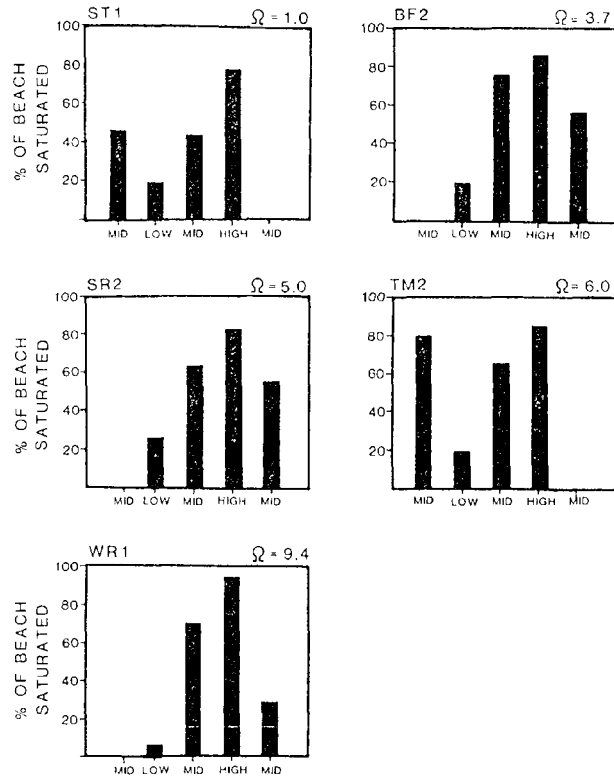 ST1 Ω = 1.0
% OF BEACH
SATURATED
100
80
60
40
20
MID LOW MID HIGH MID
BF2 Ω = 3.7
100
80
60
40
20
MID LOW MID HIGH MID
SR2 Ω = 5.0
% OF BEACH
SATURATED
100
80
60
40
20
MID LOW MID HIGH MID
TM2 Ω = 6.0
100
80
60
40
20
MID LOW MID HIGH MID
WR1 Ω = 9.4
% OF BEACH
SATURATED
100
80
60
40
20
MID LOW MID HIGH MID